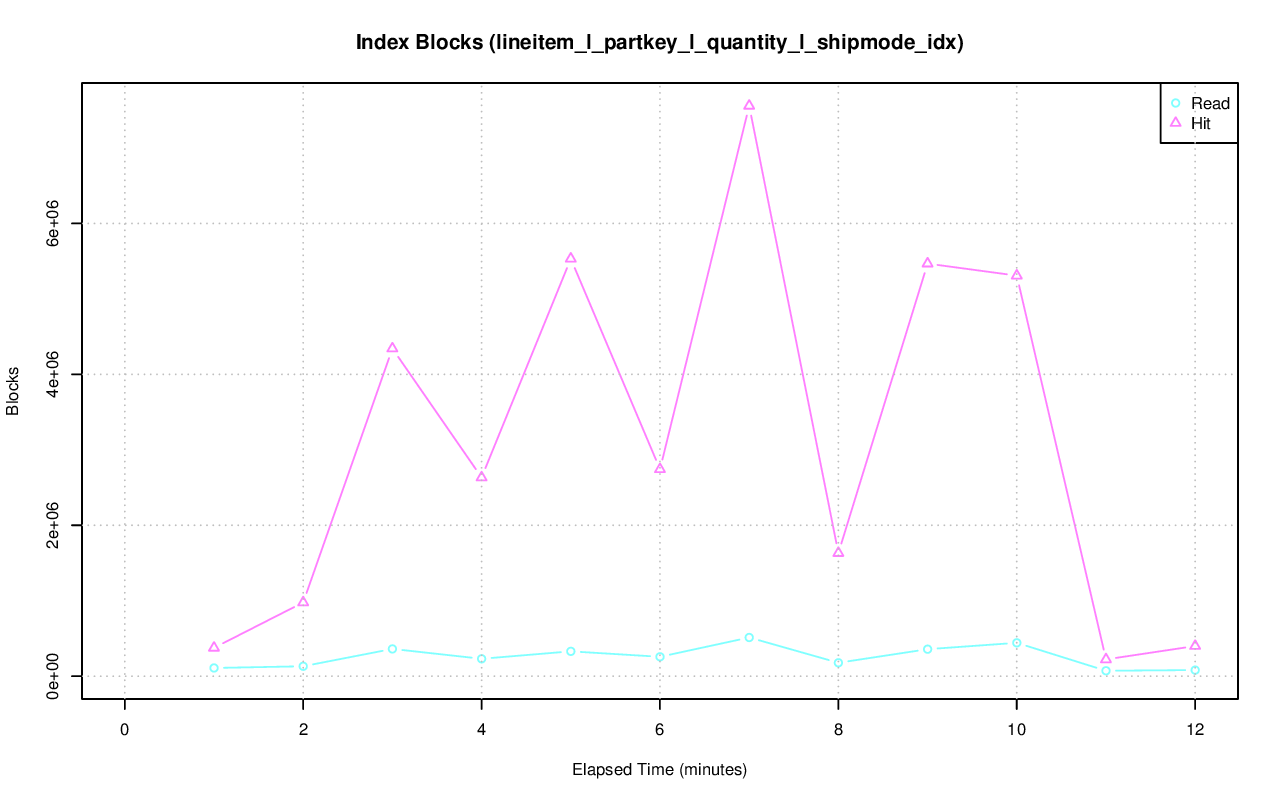 Index Blocks (lineitem_l_partkey_l_quantity_l_shipmode_idx)
Read
Hit
Blocks
6e+06
4e+06
2e+06
0e+00
0 2 4 6 8 10 12
Elapsed Time (minutes)